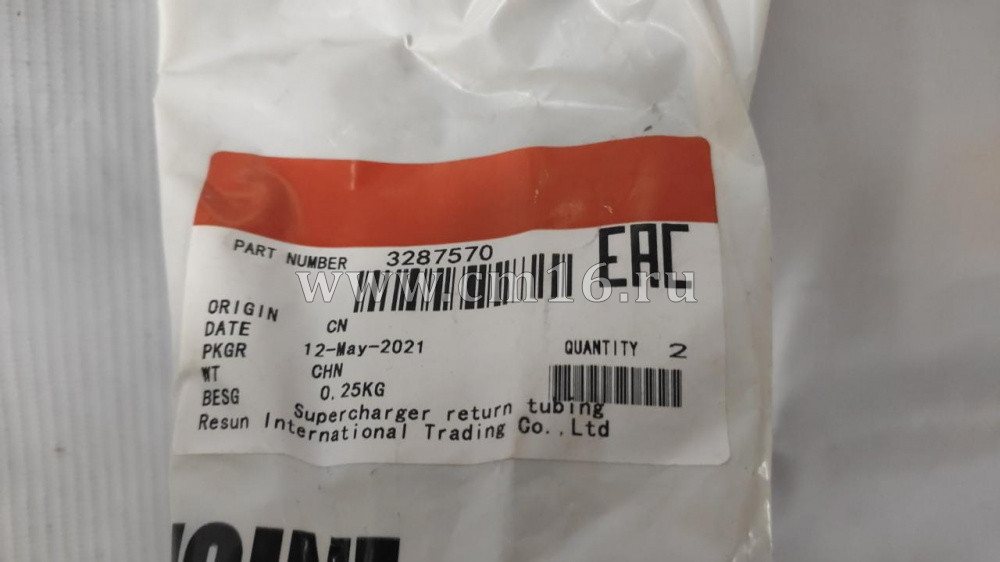 PART NUMBER 3287570
EAC
www.cm16.ru
ORIGIN CN
DATE 12-May-2021
PKGR CHN
WT 0.25KG
QUANTITY 2
BESG Supercharger return tubing
Resun International Trading Co.,Ltd